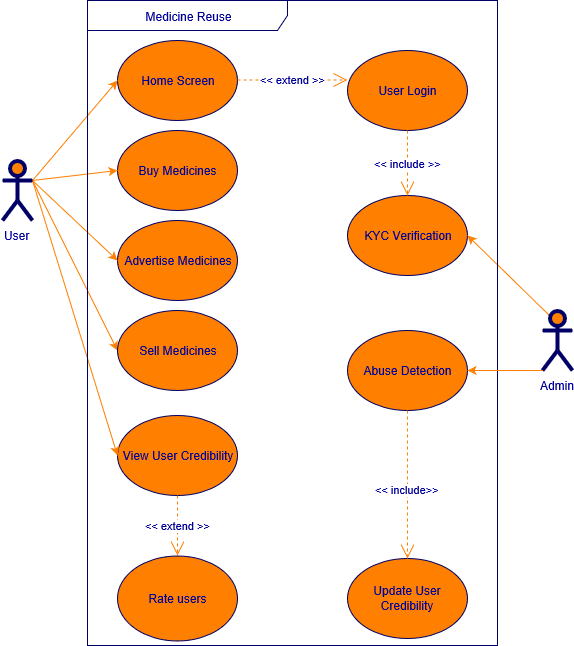 Medicine Reuse
Home Screen
<< extend >>
User Login
<< include >>
Buy Medicines
User
KYC Verification
Advertise Medicines
Sell Medicines
Abuse Detection
Admin
View User Credibility
<< include>>
<< extend >>
Rate users
Update User
Credibility